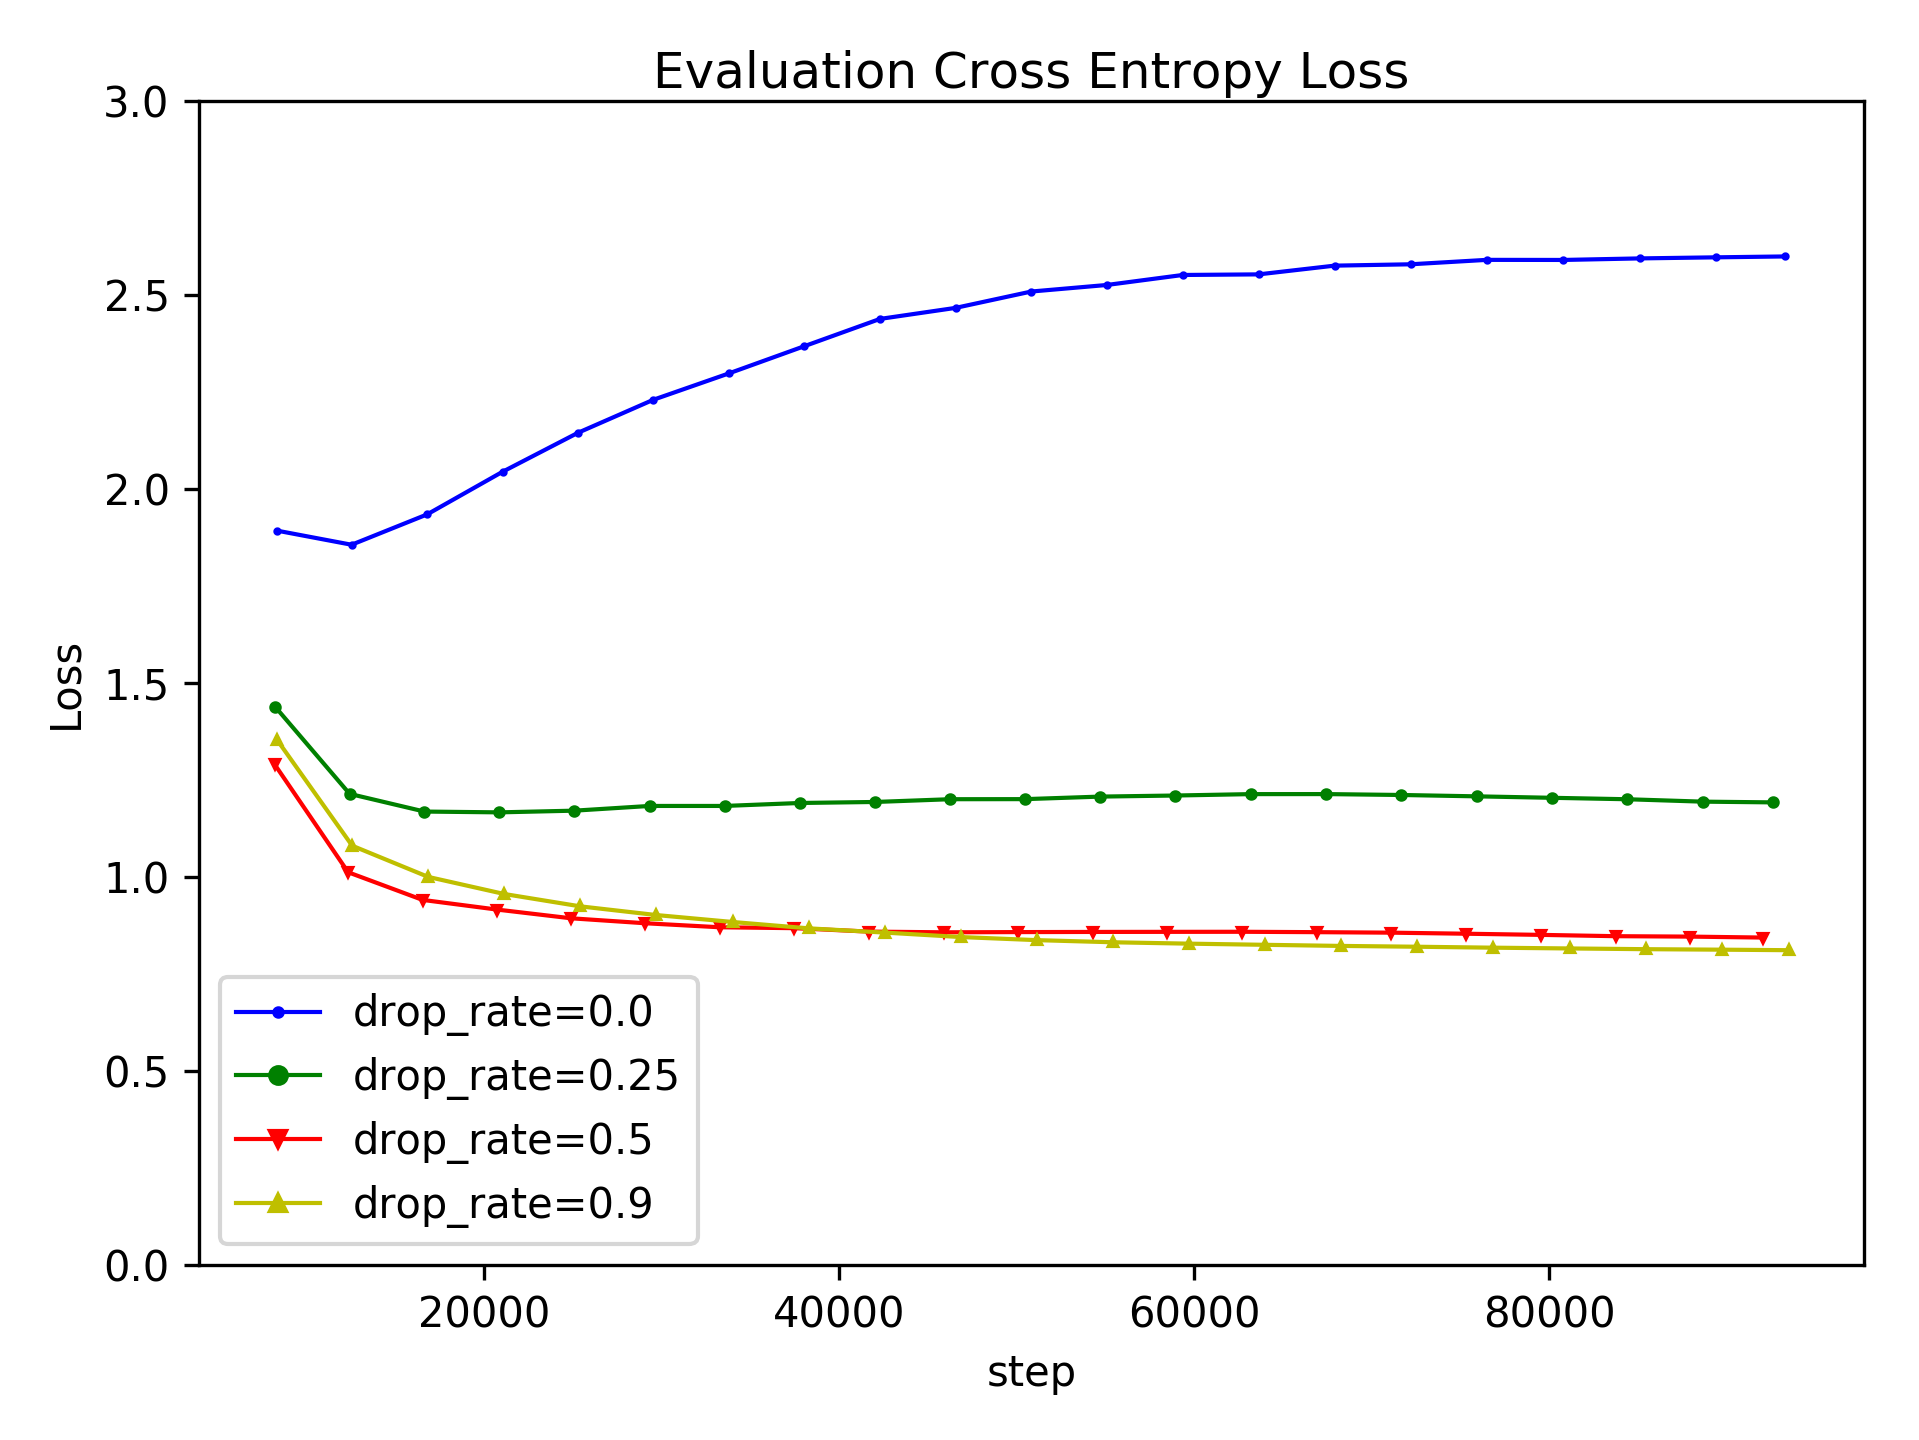 Evaluation Cross Entropy Loss
3.0
2.5
2.0
1.5
1.0
0.5
0.0
Loss
drop_rate=0.0
drop_rate=0.25
drop_rate=0.5
drop_rate=0.9
20000 40000 60000 80000
step